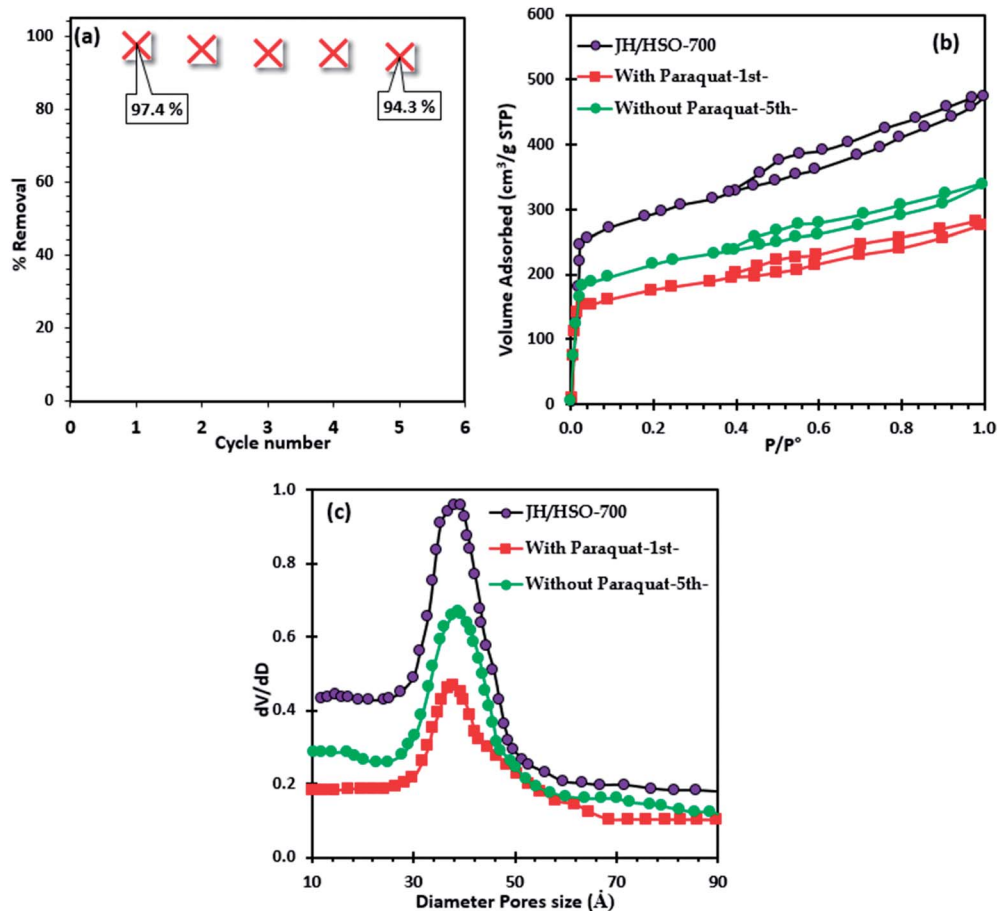 (a)
100
80
60
40
20
0
% Removal
97.4 %
94.3 %
0 1 2 3 4 5 6
Cycle number
(b)
JH/HSO-700
With Paraquat-1st-
Without Paraquat-5th-
600
500
400
300
200
100
0
Volume Adsorbed (cm³/g STP)
0.0 0.2 0.4 0.6 0.8 1.0
P/P°
(c)
JH/HSO-700
With Paraquat-1st-
Without Paraquat-5th-
1.0
0.8
0.6
0.4
0.2
0.0
dV/dD
10 30 50 70 90
Diameter Pores size (Å)